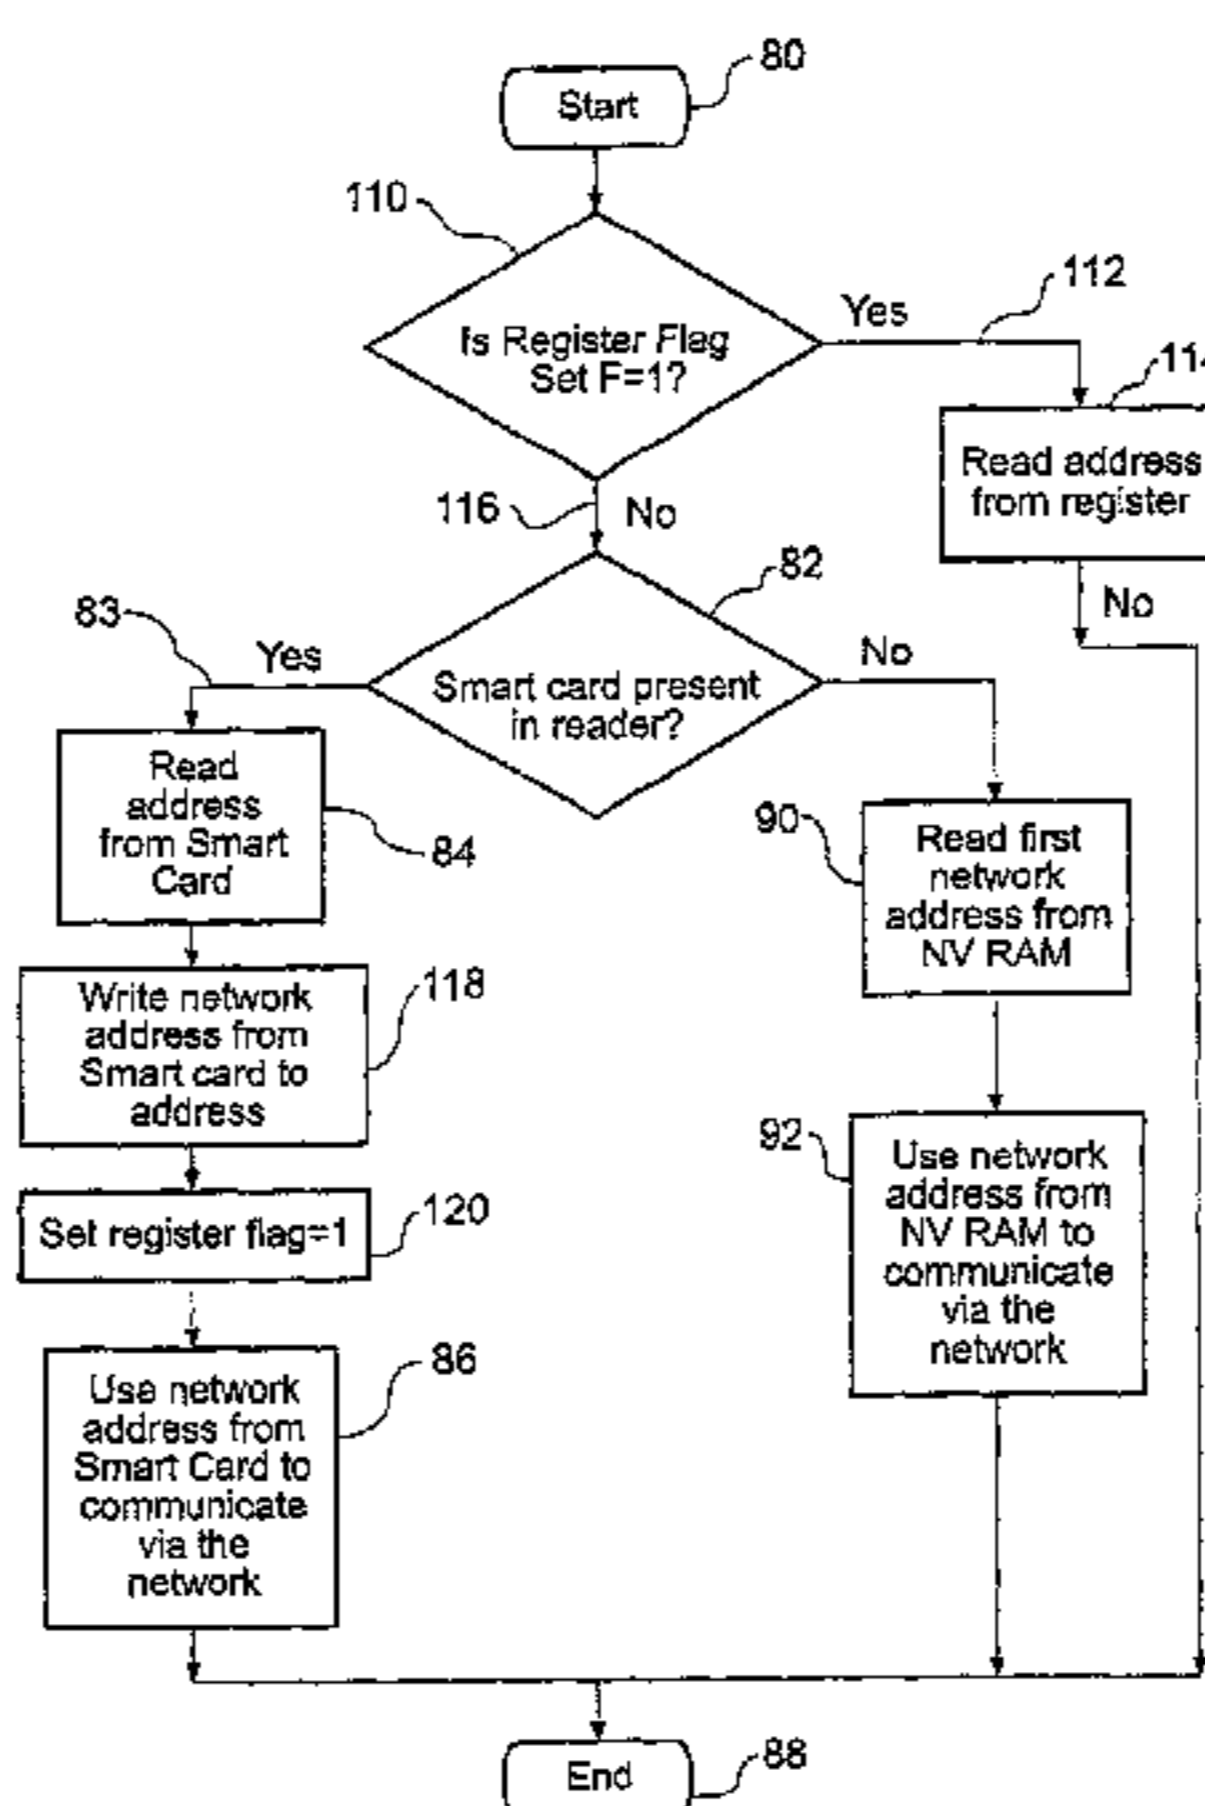 80
Start
110
112
Yes
Is Register Flag
Set F=1?
114
Read address
from register
116
No
82
No
83
Yes
No
Smart card present
in reader?
Read
address
from Smart
Card
84
90
Read first
network
address from
NV RAM
Write network
address from
Smart card to
address
118
92
Use network
address from
NV RAM to
communicate
via the
network
Set register flag=1
120
86
Use network
address from
Smart Card to
communicate
via the
network
End
88